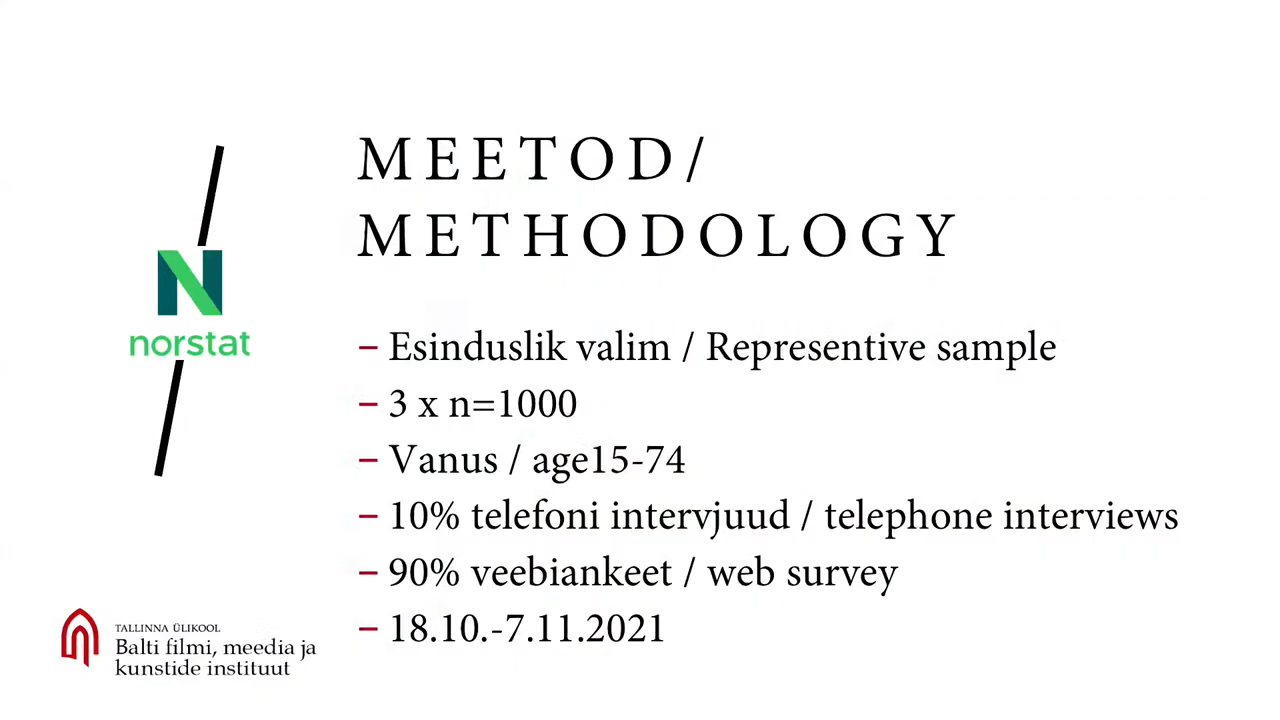 MEETOD/
METHODOLOGY
norstat
– Esinduslik valim / Representive sample
– 3 x n=1000
– Vanus / age15-74
– 10% telefoni intervjuud / telephone interviews
– 90% veebiankeet / web survey
– 18.10.-7.11.2021
TALLINNA ÜLIKOOL
Balti filmi, meedia ja
kunstide instituut